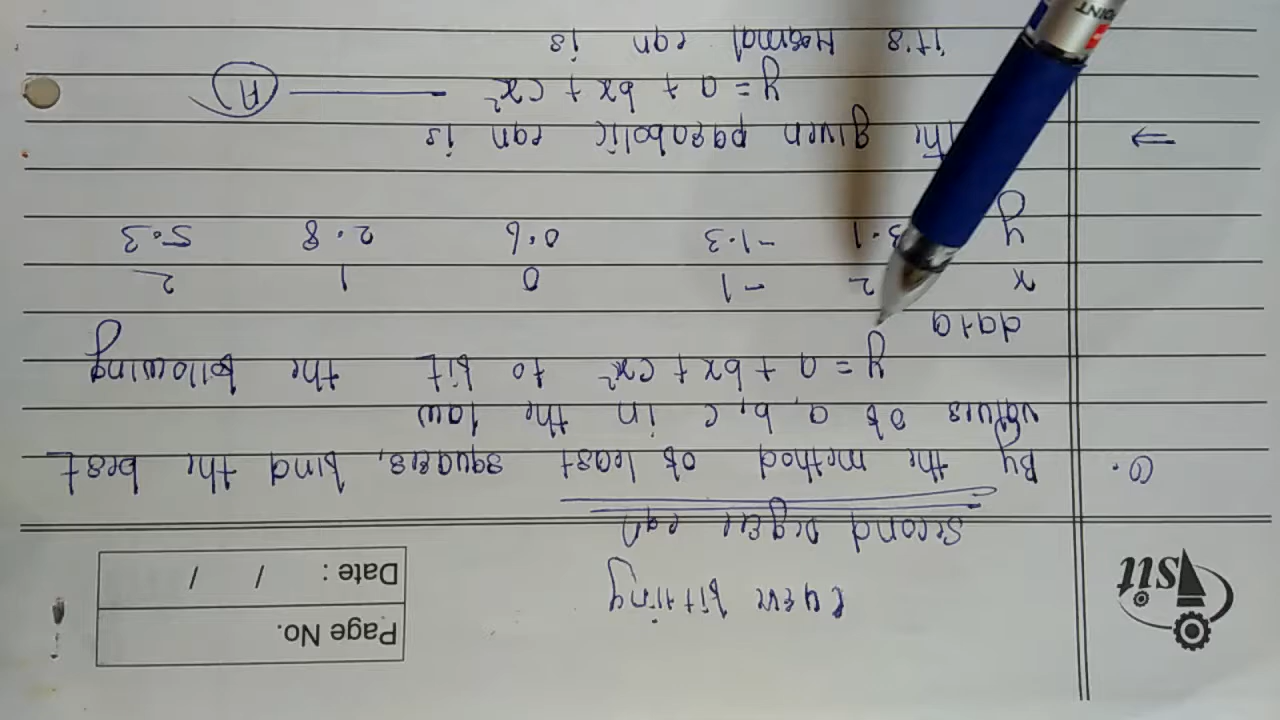 sit
Page No.
Date : / /
Curve fitting
Second degree eqn
Q. By the method of least squares, find the best
values of a, b, c in the law
y = a + bx + cx² to fit the following
data
x 2 -1 0 1 2
y 3.1 -1.3 0.6 2.8 5.3
⇒ The given parabolic eqn is
y = a + bx + cx² — (A)
it's Normal eqn is